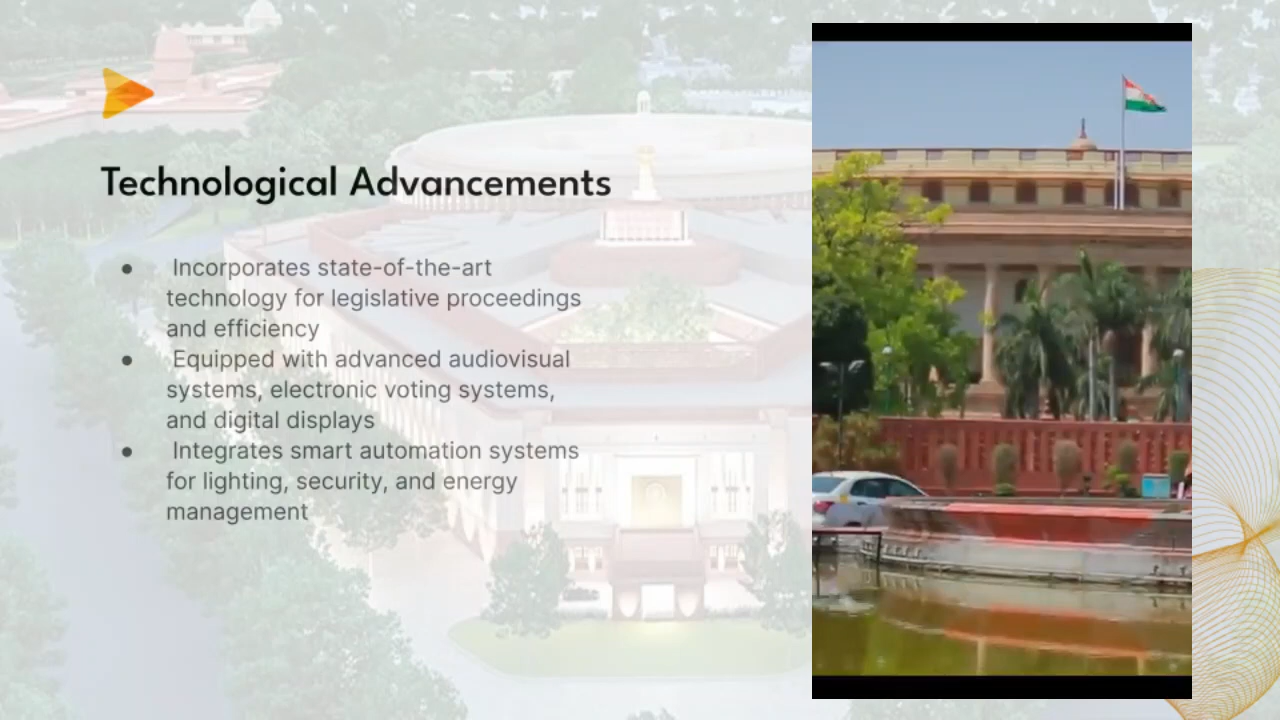 Technological Advancements
● Incorporates state-of-the-art
technology for legislative proceedings
and efficiency
● Equipped with advanced audiovisual
systems, electronic voting systems,
and digital displays
● Integrates smart automation systems
for lighting, security, and energy
management